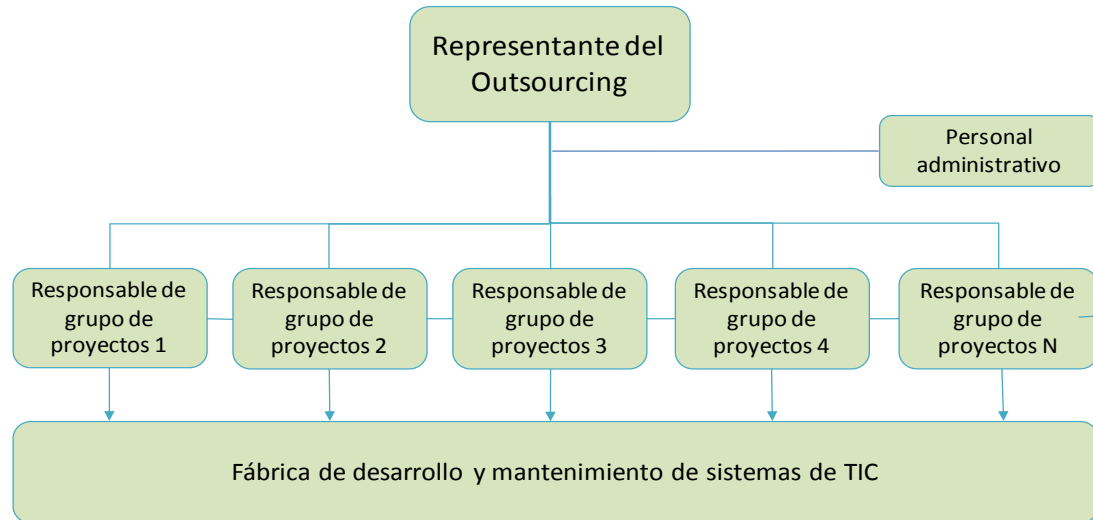 Representante del
Outsourcing
Personal
administrativo
Responsable de
grupo de
proyectos 1
Responsable de
grupo de
proyectos 2
Responsable de
grupo de
proyectos 3
Responsable de
grupo de
proyectos 4
Responsable de
grupo de
proyectos N
Fábrica de desarrollo y mantenimiento de sistemas de TIC